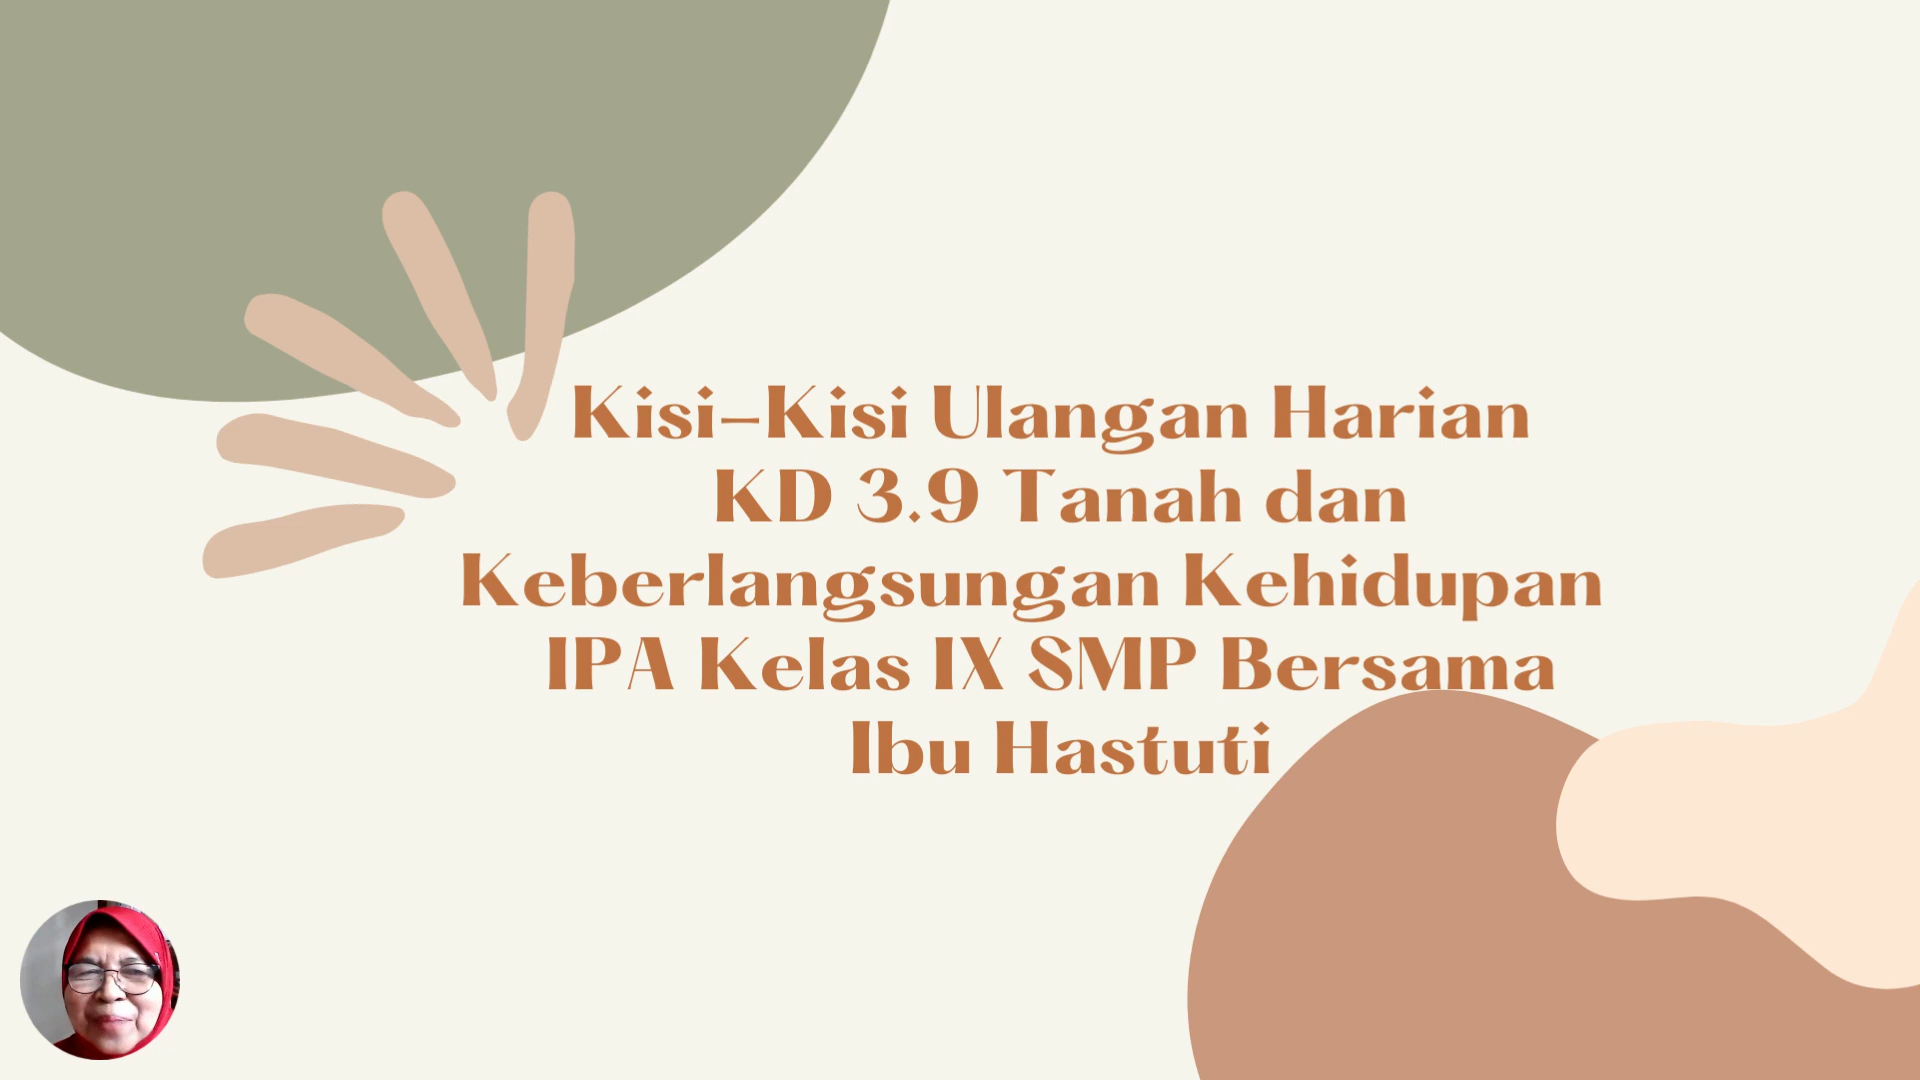 Kisi-Kisi Ulangan Harian
KD 3.9 Tanah dan
Keberlangsungan Kehidupan
IPA Kelas IX SMP Bersama
Ibu Hastuti